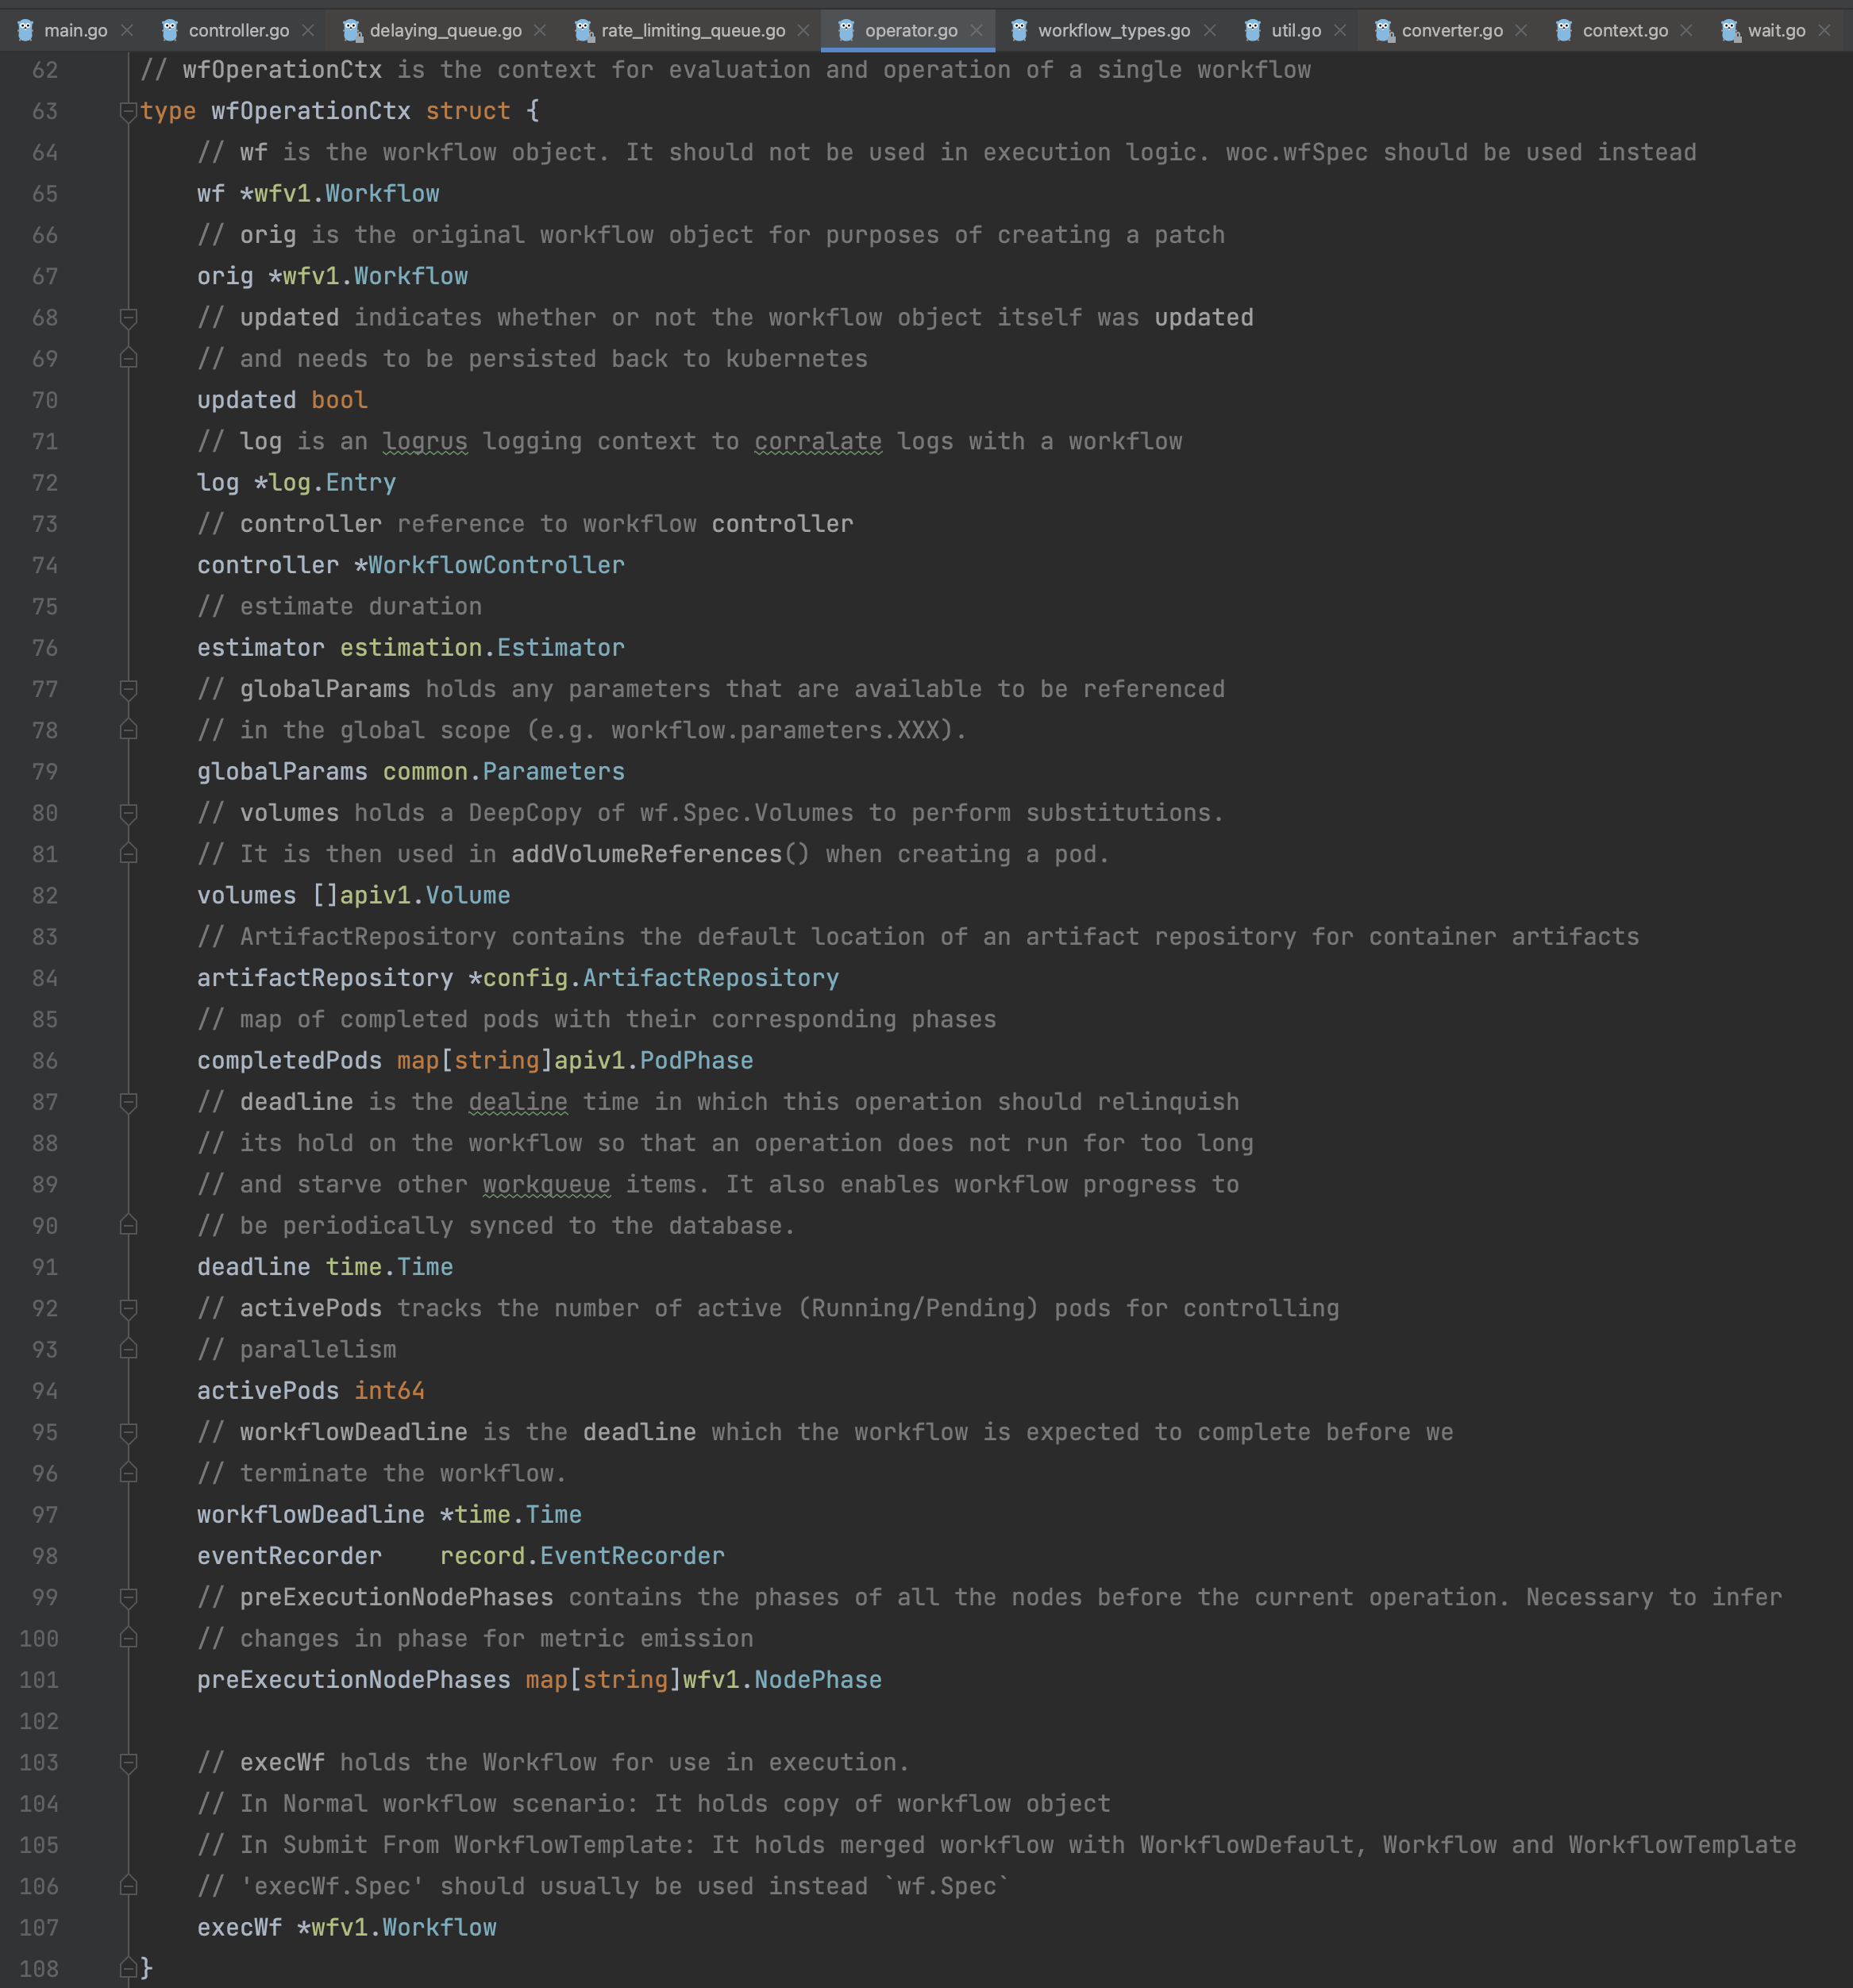 main.go controller.go delaying_queue.go rate_limiting_queue.go operator.go workflow_types.go util.go converter.go context.go wait.go
62 // wfOperationCtx is the context for evaluation and operation of a single workflow
63 type wfOperationCtx struct {
64 // wf is the workflow object. It should not be used in execution logic. woc.wfSpec should be used instead
65 wf *wfv1.Workflow
66 // orig is the original workflow object for purposes of creating a patch
67 orig *wfv1.Workflow
68 // updated indicates whether or not the workflow object itself was updated
69 // and needs to be persisted back to kubernetes
70 updated bool
71 // log is an logrus logging context to corralate logs with a workflow
72 log *log.Entry
73 // controller reference to workflow controller
74 controller *WorkflowController
75 // estimate duration
76 estimator estimation.Estimator
77 // globalParams holds any parameters that are available to be referenced
78 // in the global scope (e.g. workflow.parameters.XXX).
79 globalParams common.Parameters
80 // volumes holds a DeepCopy of wf.Spec.Volumes to perform substitutions.
81 // It is then used in addVolumeReferences() when creating a pod.
82 volumes []apiv1.Volume
83 // ArtifactRepository contains the default location of an artifact repository for container artifacts
84 artifactRepository *config.ArtifactRepository
85 // map of completed pods with their corresponding phases
86 completedPods map[string]apiv1.PodPhase
87 // deadline is the dealine time in which this operation should relinquish
88 // its hold on the workflow so that an operation does not run for too long
89 // and starve other workqueue items. It also enables workflow progress to
90 // be periodically synced to the database.
91 deadline time.Time
92 // activePods tracks the number of active (Running/Pending) pods for controlling
93 // parallelism
94 activePods int64
95 // workflowDeadline is the deadline which the workflow is expected to complete before we
96 // terminate the workflow.
97 workflowDeadline *time.Time
98 eventRecorder    record.EventRecorder
99 // preExecutionNodePhases contains the phases of all the nodes before the current operation. Necessary to infer
100 // changes in phase for metric emission
101 preExecutionNodePhases map[string]wfv1.NodePhase
102
103 // execWf holds the Workflow for use in execution.
104 // In Normal workflow scenario: It holds copy of workflow object
105 // In Submit From WorkflowTemplate: It holds merged workflow with WorkflowDefault, Workflow and WorkflowTemplate
106 // 'execWf.Spec' should usually be used instead `wf.Spec`
107 execWf *wfv1.Workflow
108 }